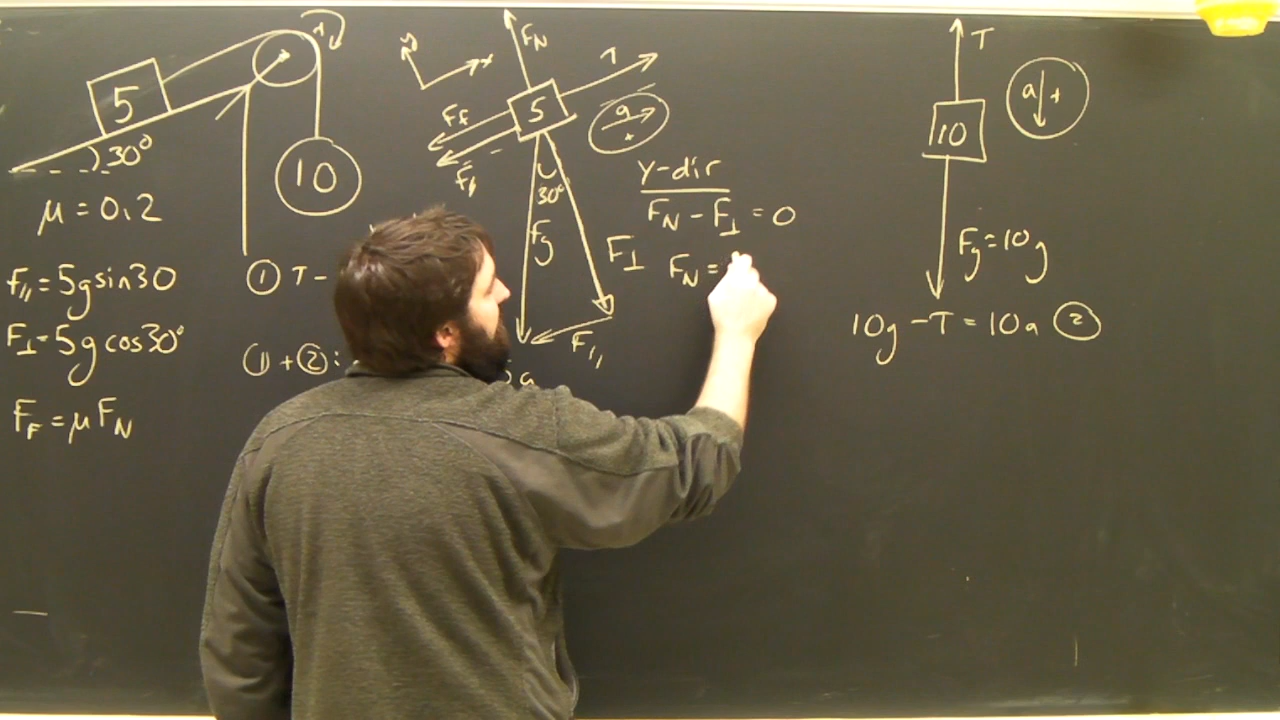 5
30°
+
10
μ = 0.2
F∥ = 5g sin30
F⊥ = 5g cos30°
F_F = μF_N
① T -
① + ②:
a
y
x
F_N
T
5
a
+
F_f
F∥
30°
F_g
F⊥
F∥
y-dir
F_N - F⊥ = 0
F_N =
T
10
a +
F_g = 10g
10g - T = 10a ②